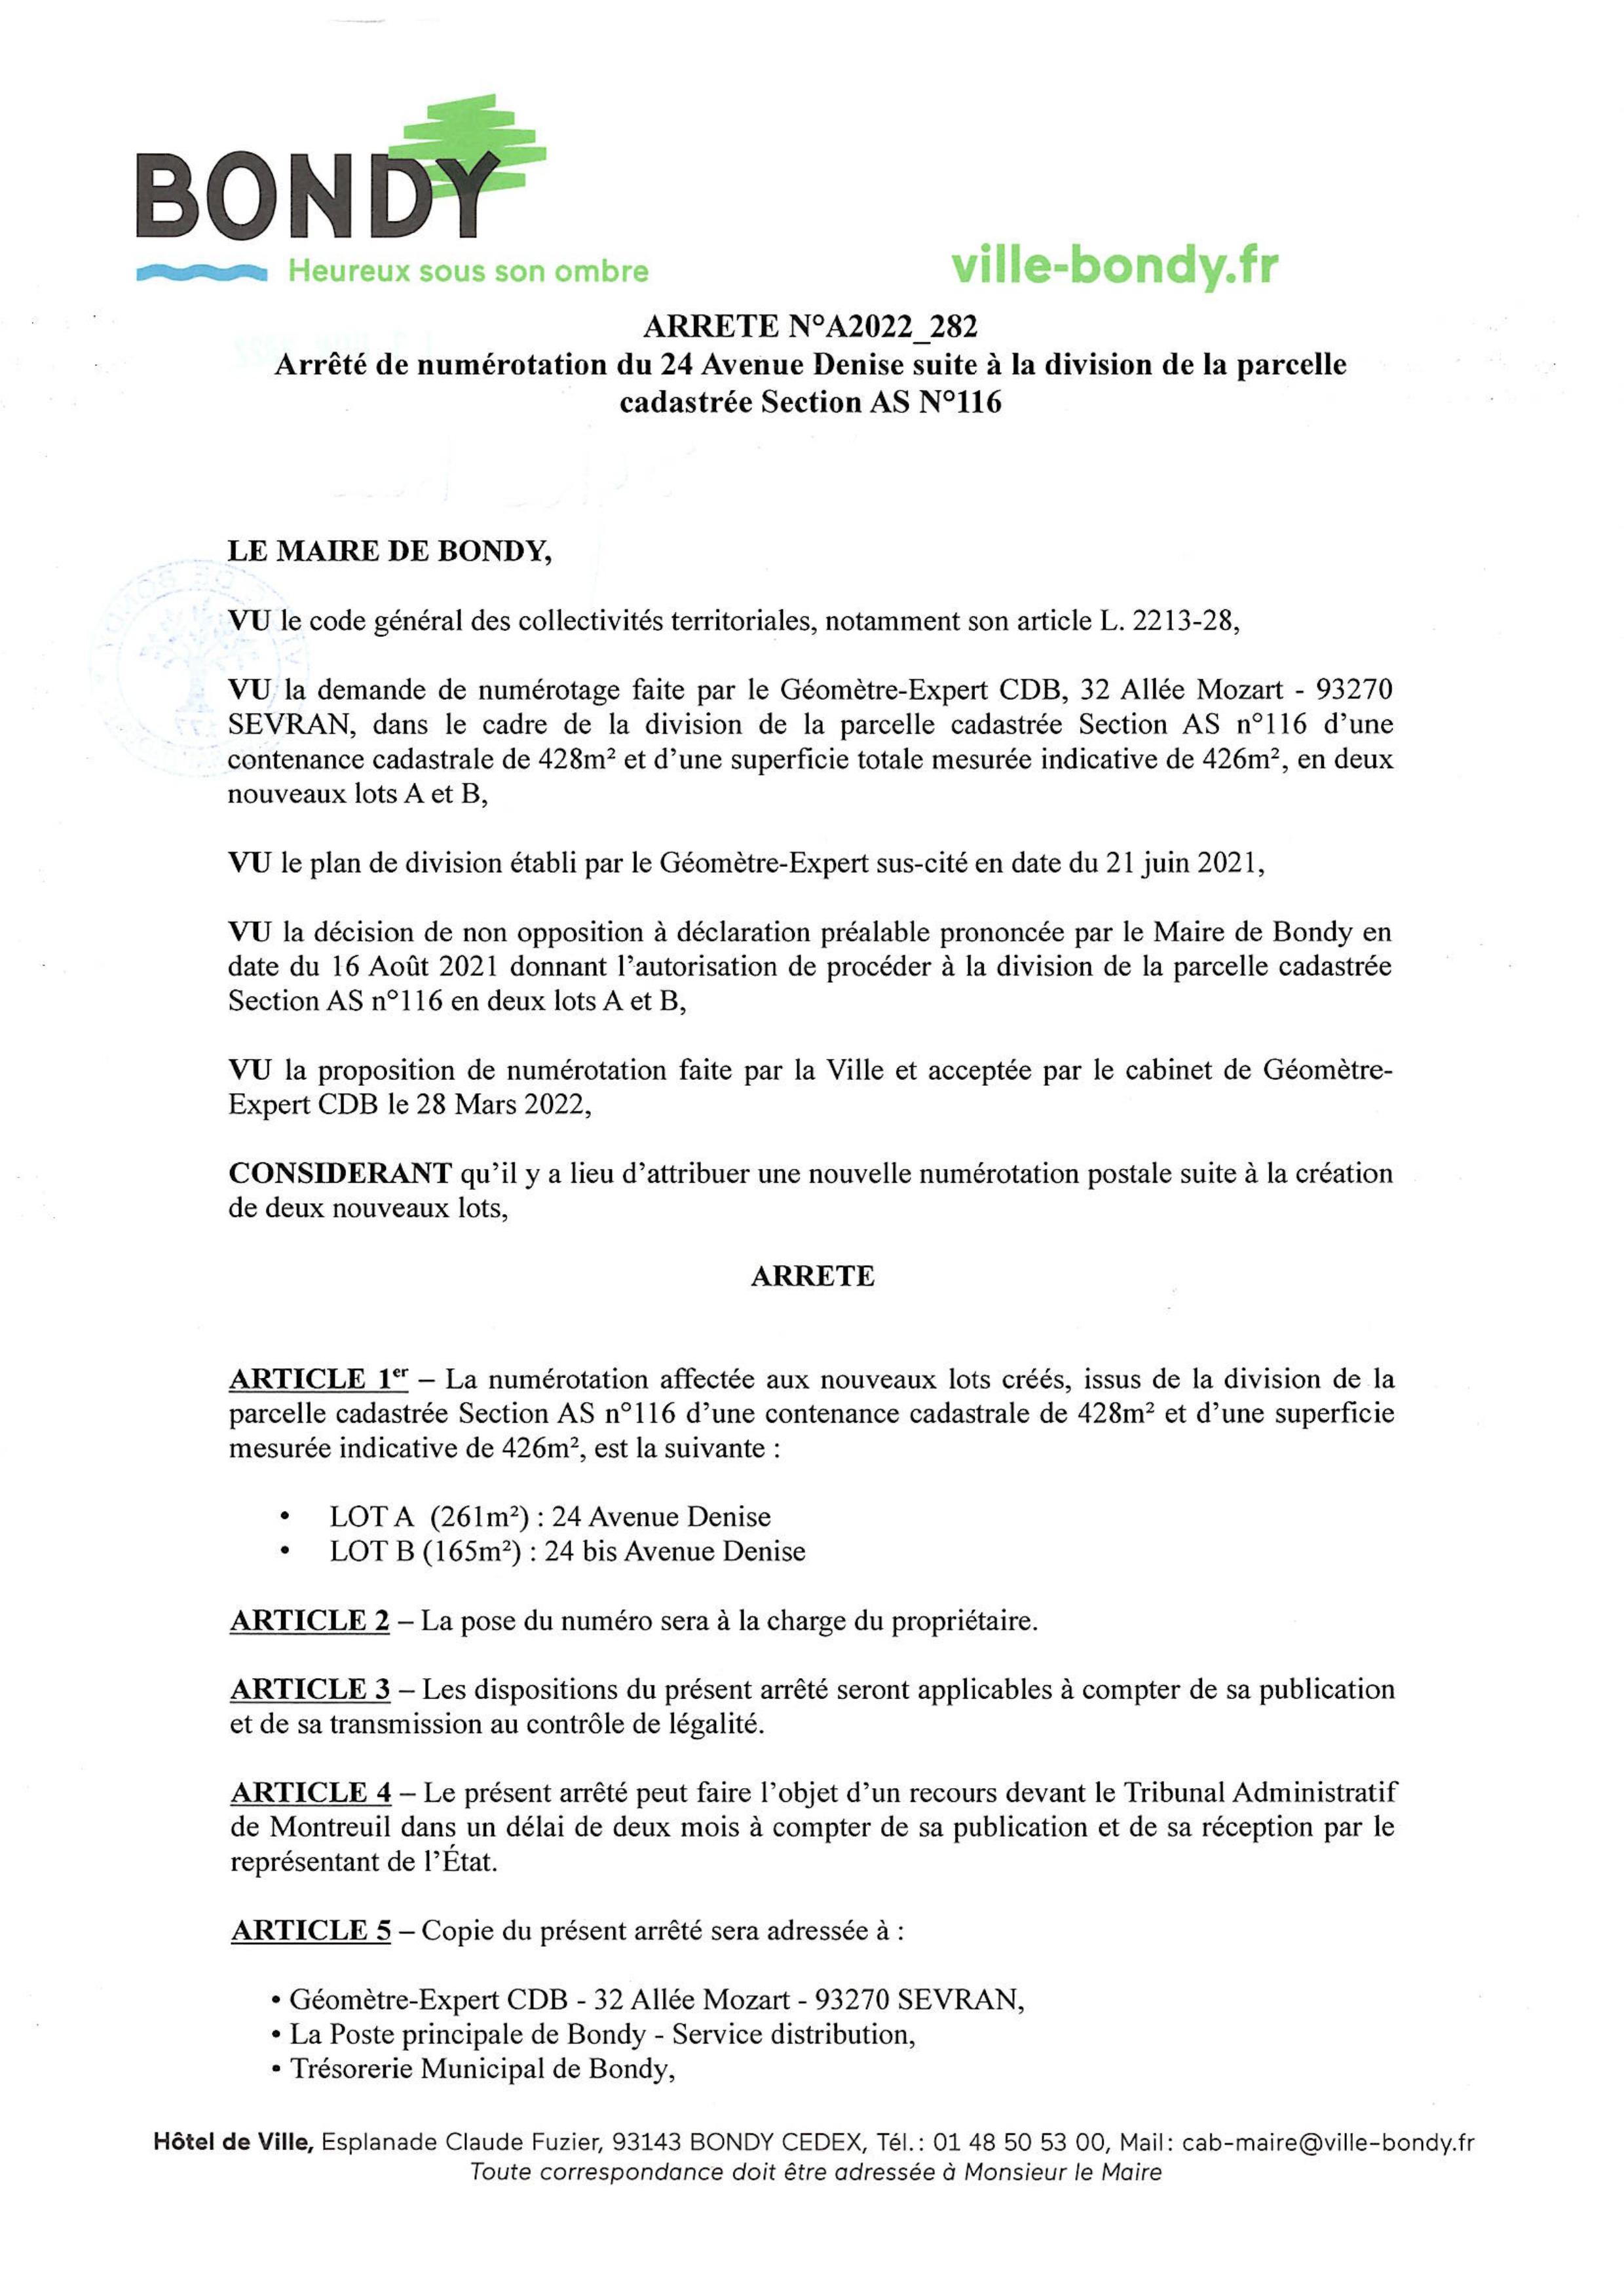 BONDY
Heureux sous son ombre
ville-bondy.fr
ARRETE N°A2022_282
Arrêté de numérotation du 24 Avenue Denise suite à la division de la parcelle
cadastrée Section AS N°116
LE MAIRE DE BONDY,
VU le code général des collectivités territoriales, notamment son article L. 2213-28,
VU la demande de numérotage faite par le Géomètre-Expert CDB, 32 Allée Mozart - 93270
SEVRAN, dans le cadre de la division de la parcelle cadastrée Section AS n°116 d’une
contenance cadastrale de 428m² et d’une superficie totale mesurée indicative de 426m², en deux
nouveaux lots A et B,
VU le plan de division établi par le Géomètre-Expert sus-cité en date du 21 juin 2021,
VU la décision de non opposition à déclaration préalable prononcée par le Maire de Bondy en
date du 16 Août 2021 donnant l’autorisation de procéder à la division de la parcelle cadastrée
Section AS n°116 en deux lots A et B,
VU la proposition de numérotation faite par la Ville et acceptée par le cabinet de Géomètre-
Expert CDB le 28 Mars 2022,
CONSIDERANT qu’il y a lieu d’attribuer une nouvelle numérotation postale suite à la création
de deux nouveaux lots,
ARRETE
ARTICLE 1er – La numérotation affectée aux nouveaux lots créés, issus de la division de la
parcelle cadastrée Section AS n°116 d’une contenance cadastrale de 428m² et d’une superficie
mesurée indicative de 426m², est la suivante :
• LOT A (261m²) : 24 Avenue Denise
• LOT B (165m²) : 24 bis Avenue Denise
ARTICLE 2 – La pose du numéro sera à la charge du propriétaire.
ARTICLE 3 – Les dispositions du présent arrêté seront applicables à compter de sa publication
et de sa transmission au contrôle de légalité.
ARTICLE 4 – Le présent arrêté peut faire l’objet d’un recours devant le Tribunal Administratif
de Montreuil dans un délai de deux mois à compter de sa publication et de sa réception par le
représentant de l’État.
ARTICLE 5 – Copie du présent arrêté sera adressée à :
• Géomètre-Expert CDB - 32 Allée Mozart - 93270 SEVRAN,
• La Poste principale de Bondy - Service distribution,
• Trésorerie Municipal de Bondy,
Hôtel de Ville, Esplanade Claude Fuzier, 93143 BONDY CEDEX, Tél.: 01 48 50 53 00, Mail: cab-maire@ville-bondy.fr
Toute correspondance doit être adressée à Monsieur le Maire